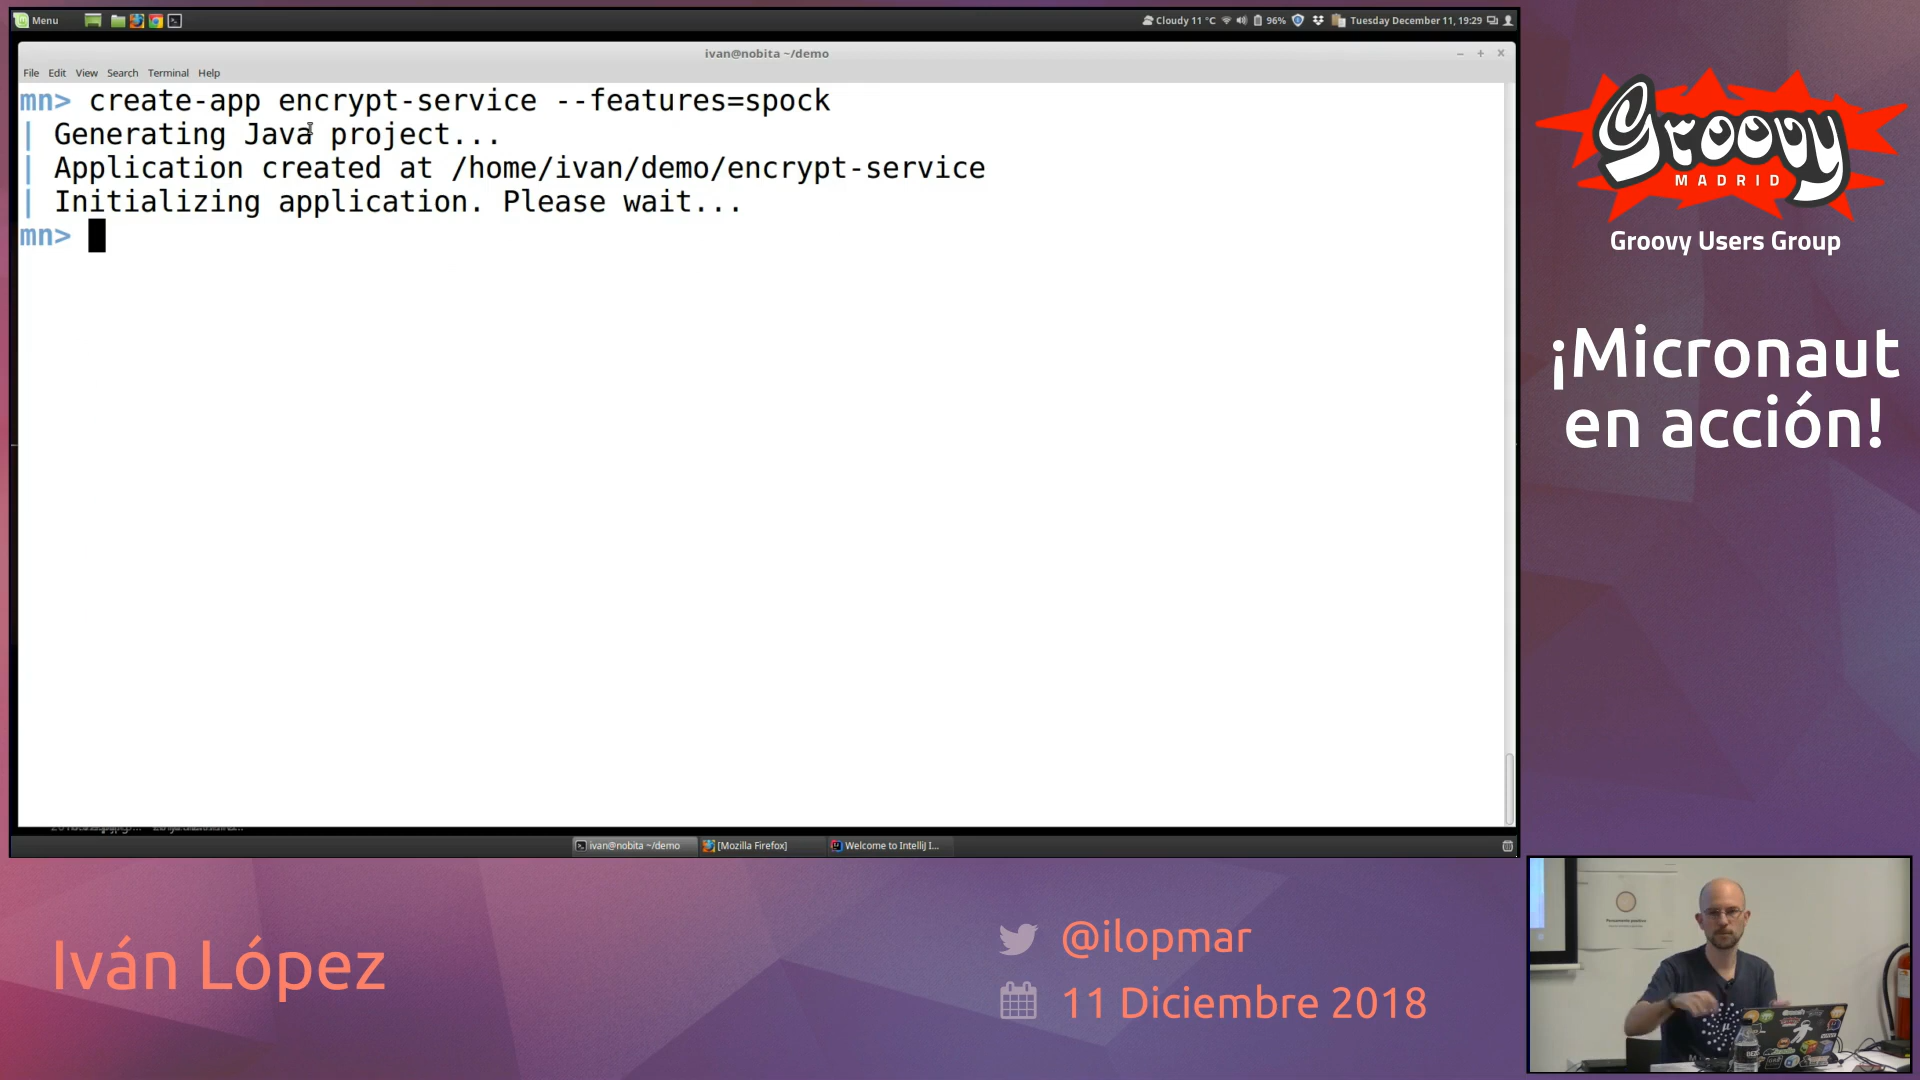 Menu
Cloudy 11 °C
96%
Tuesday December 11, 19:29
ivan@nobita ~/demo
File Edit View Search Terminal Help
mn> create-app encrypt-service --features=spock
| Generating Java project...
| Application created at /home/ivan/demo/encrypt-service
| Initializing application. Please wait...
mn>
ivan@nobita ~/demo
[Mozilla Firefox]
Welcome to IntelliJ I...
Groovy
MADRID
Groovy Users Group
¡Micronaut
en acción!
Iván López
@ilopmar
11 Diciembre 2018